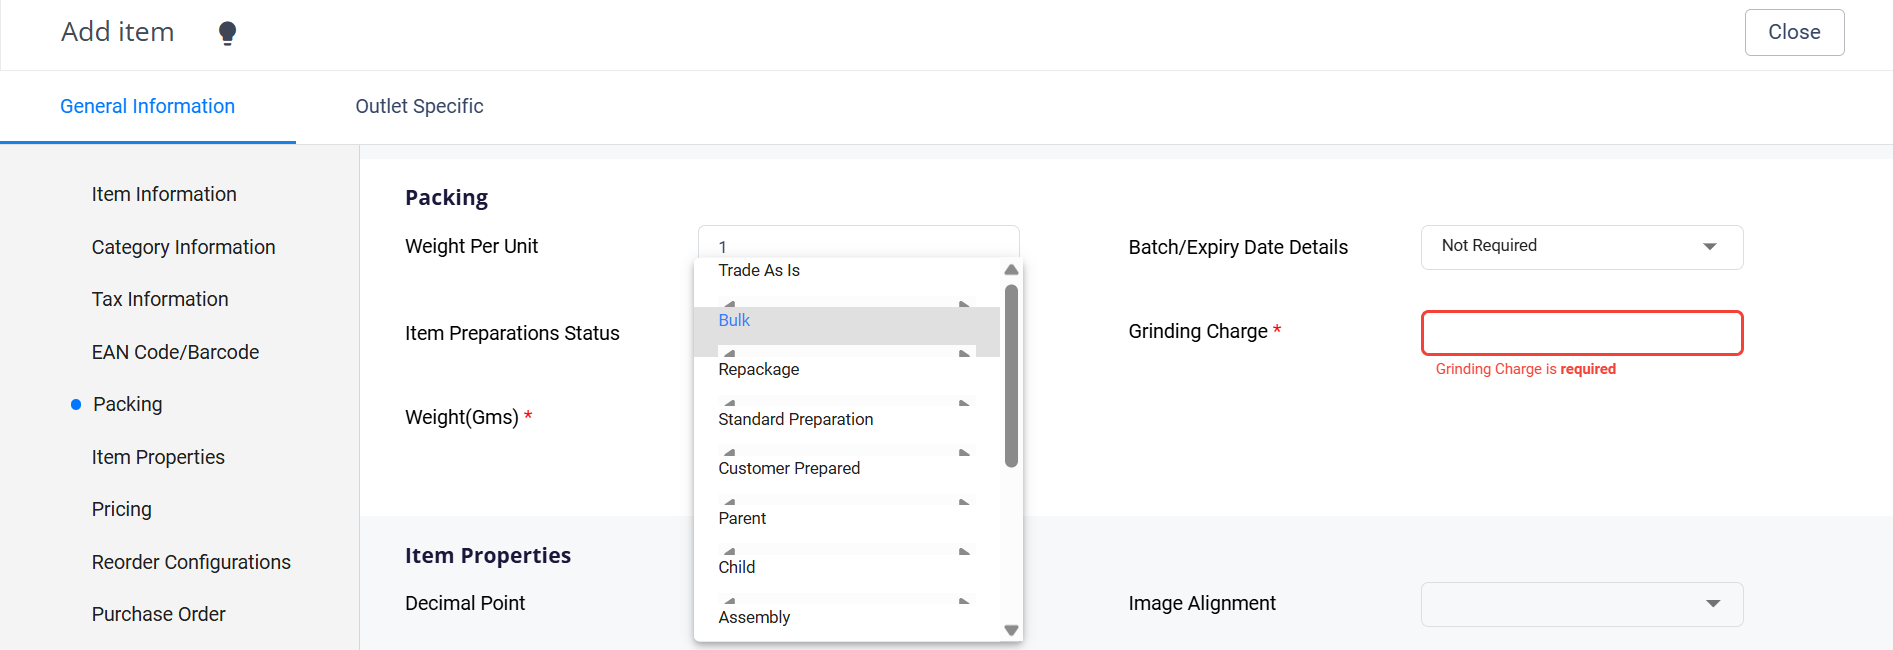 Add item
Close
General Information
Outlet Specific
Item Information
Category Information
Tax Information
EAN Code/Barcode
Packing
Item Properties
Pricing
Reorder Configurations
Purchase Order
Packing
Weight Per Unit
1
Batch/Expiry Date Details
Not Required
Item Preparations Status
Trade As Is
Bulk
Repackage
Standard Preparation
Customer Prepared
Parent
Child
Assembly
Grinding Charge *
Grinding Charge is required
Weight(Gms) *
Item Properties
Decimal Point
Image Alignment